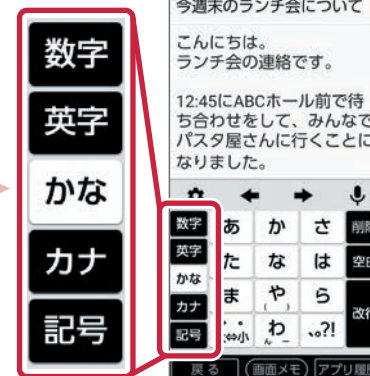 数字
英字
かな
カナ
記号
今週末のランチ会について
こんにちは。
ランチ会の連絡です。
12:45にABCホール前で待
ち合わせをして、みんなで
パスタ屋さんに行くことに
なりました。
数字 あ か さ 削除
英字 た な は
かな
カナ ま や ら 改行
記号 ⇔小 わ 、。?!
戻る 画面メモ アプリ履歴